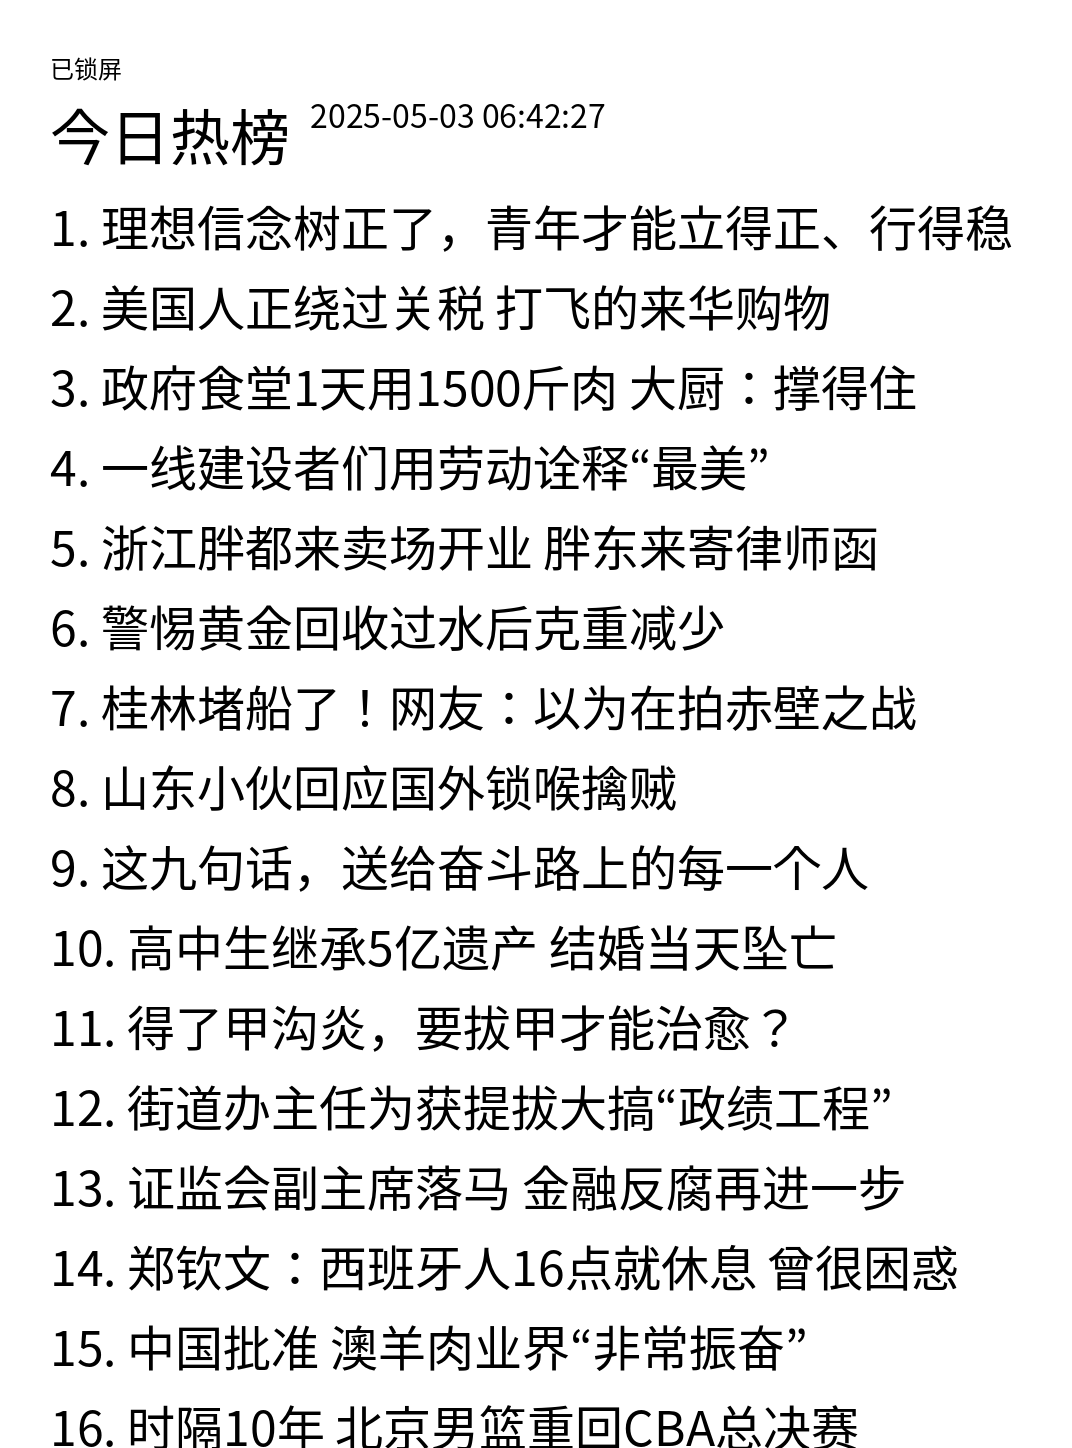 已锁屏
今日热榜 2025-05-03 06:42:27
1. 理想信念树正了，青年才能立得正、行得稳
2. 美国人正绕过关税 打飞的来华购物
3. 政府食堂1天用1500斤肉 大厨：撑得住
4. 一线建设者们用劳动诠释“最美”
5. 浙江胖都来卖场开业 胖东来寄律师函
6. 警惕黄金回收过水后克重减少
7. 桂林堵船了！网友：以为在拍赤壁之战
8. 山东小伙回应国外锁喉擒贼
9. 这九句话，送给奋斗路上的每一个人
10. 高中生继承5亿遗产 结婚当天坠亡
11. 得了甲沟炎，要拔甲才能治愈？
12. 街道办主任为获提拔大搞“政绩工程”
13. 证监会副主席落马 金融反腐再进一步
14. 郑钦文：西班牙人16点就休息 曾很困惑
15. 中国批准 澳羊肉业界“非常振奋”
16. 时隔10年 北京男篮重回CBA总决赛